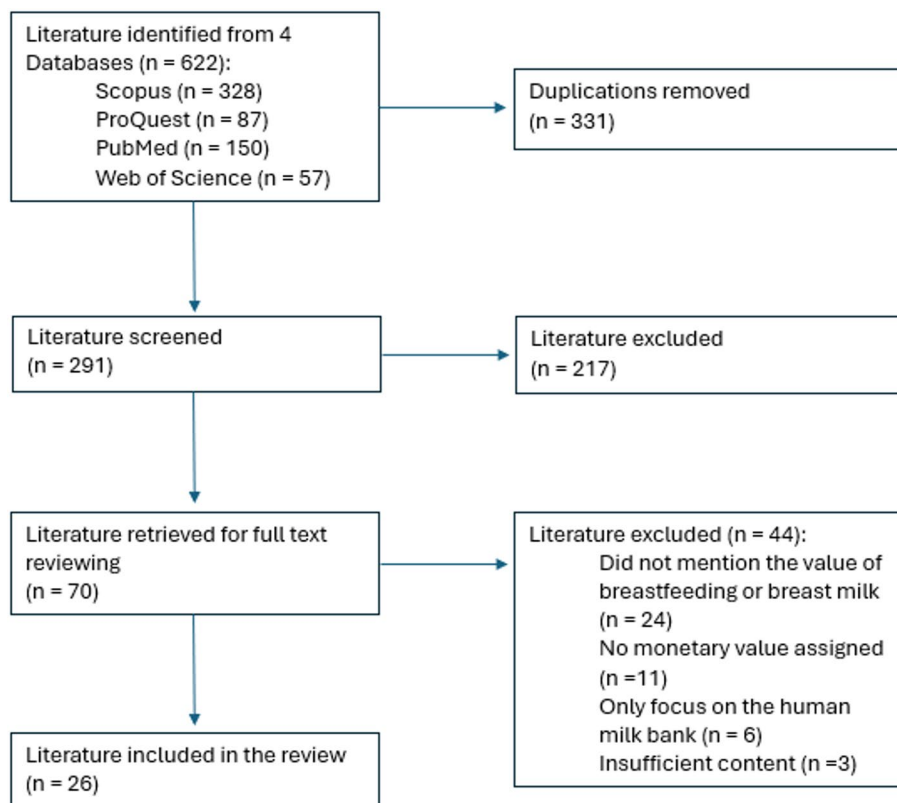 Literature identified from 4
Databases (n = 622):
Scopus (n = 328)
ProQuest (n = 87)
PubMed (n = 150)
Web of Science (n = 57)
Duplications removed
(n = 331)
Literature screened
(n = 291)
Literature excluded
(n = 217)
Literature retrieved for full text
reviewing
(n = 70)
Literature excluded (n = 44):
Did not mention the value of
breastfeeding or breast milk
(n = 24)
No monetary value assigned
(n =11)
Only focus on the human
milk bank (n = 6)
Insufficient content (n =3)
Literature included in the review
(n = 26)